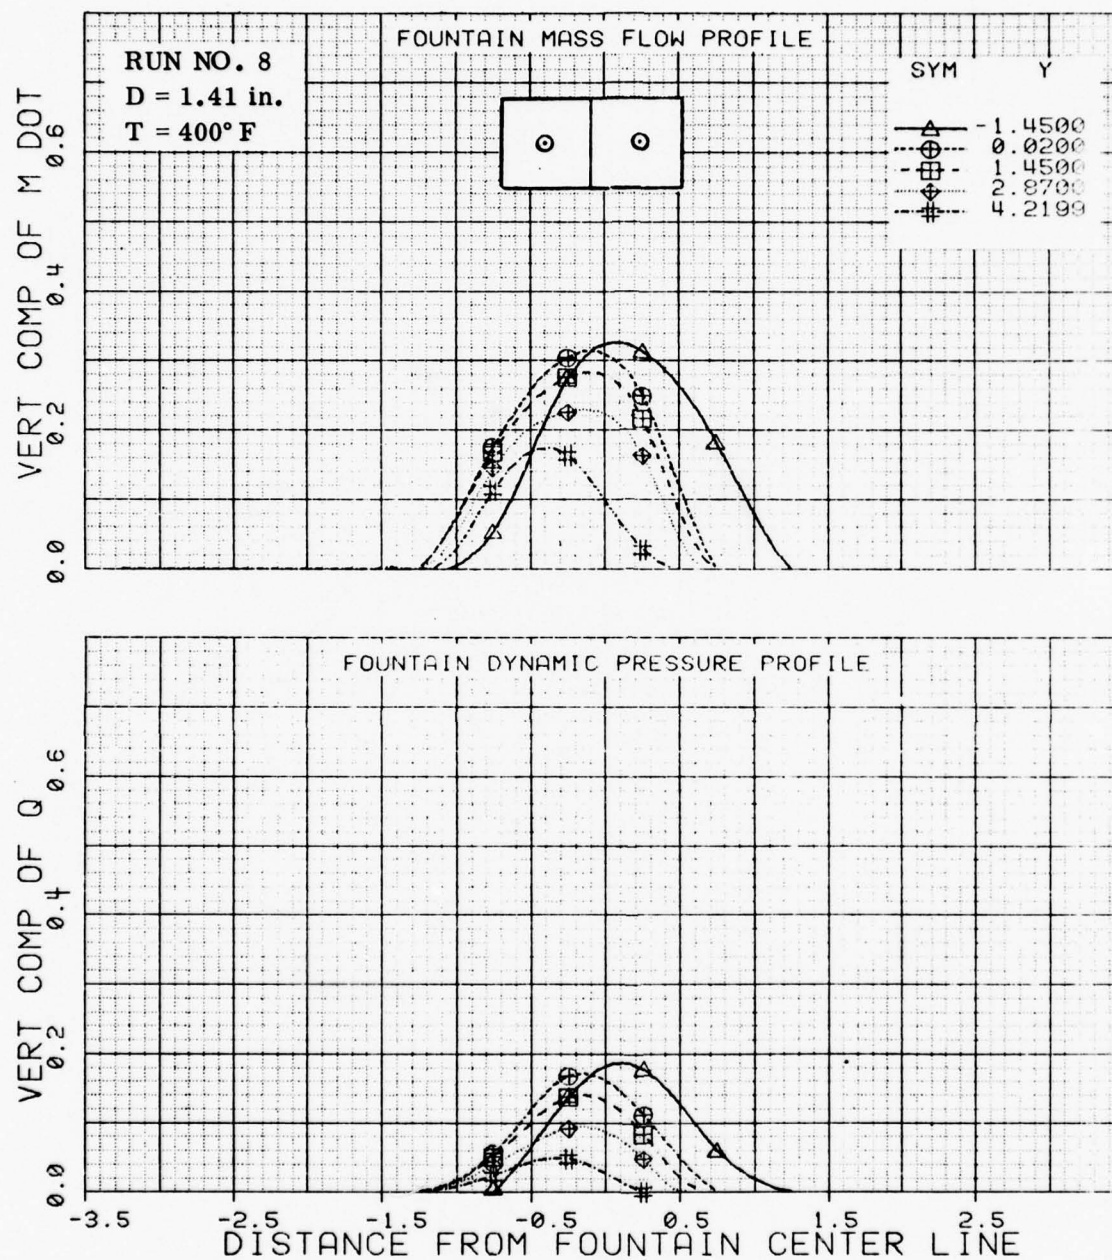 FOUNTAIN MASS FLOW PROFILE
RUN NO. 8
D = 1.41 in.
T = 400° F
SYM Y
-1.4500
0.0200
1.4500
2.8700
4.2199
VERT COMP OF M DOT
0.6
0.4
0.2
0.0
FOUNTAIN DYNAMIC PRESSURE PROFILE
VERT COMP OF Q
0.6
0.4
0.2
0.0
-3.5 -2.5 -1.5 -0.5 0.5 1.5 2.5
DISTANCE FROM FOUNTAIN CENTER LINE